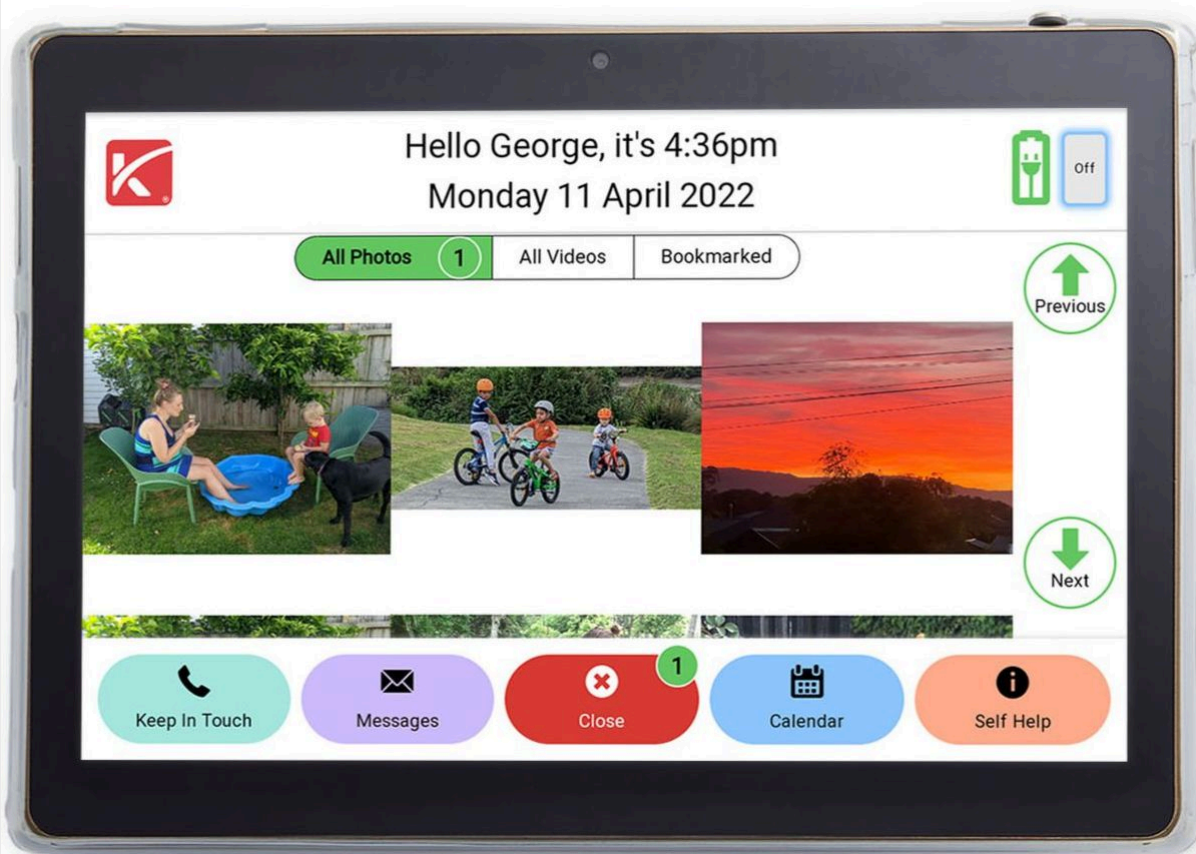 Hello George, it's 4:36pm
Monday 11 April 2022
Off
All Photos 1 All Videos Bookmarked
Previous
Next
1
Keep In Touch Messages Close Calendar Self Help